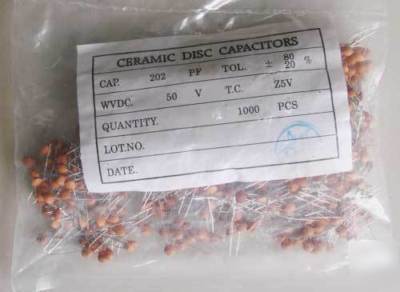 CERAMIC DISC CAPACITORS
CAP. 202 PF TOL. ± 80 20 %
WVDC. 50 V T.C. Z5V
QUANTITY. 1000 PCS
LOT.NO.
DATE.